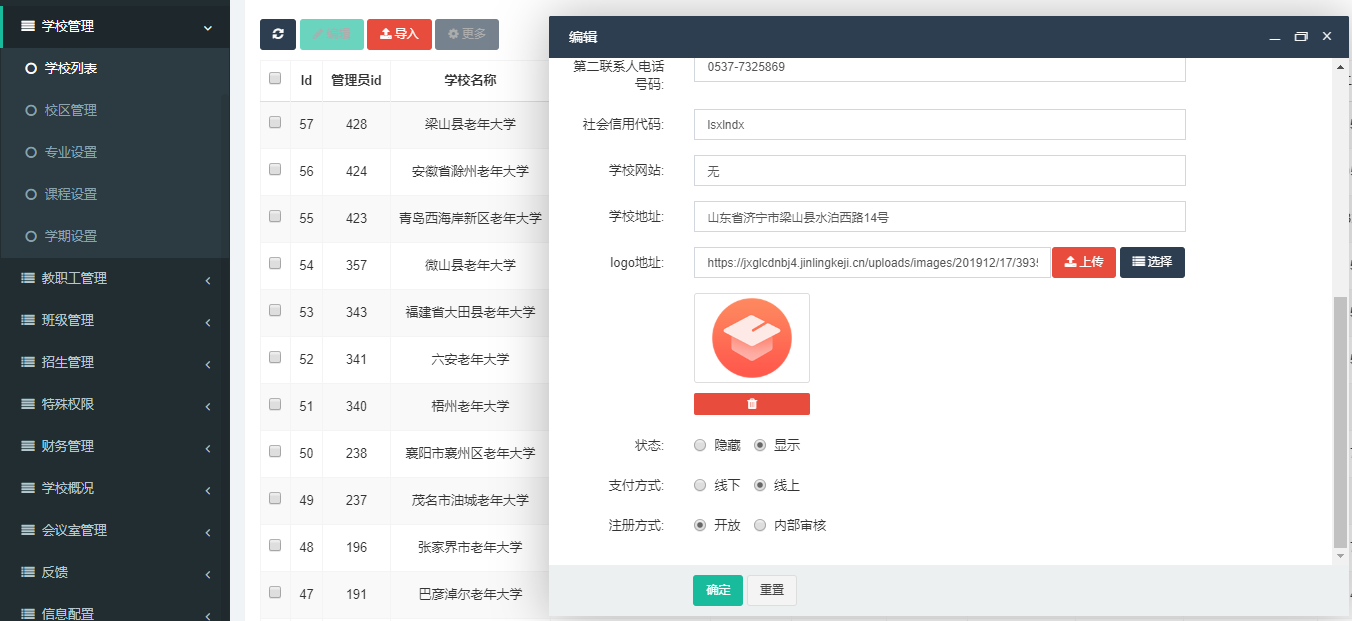 学校管理
学校列表
校区管理
专业设置
课程设置
学期设置
教职工管理
班级管理
招生管理
特殊权限
财务管理
学校概况
会议室管理
反馈
信息配置
导入 更多
Id 管理员id 学校名称
57 428 梁山县老年大学
56 424 安徽省滁州老年大学
55 423 青岛西海岸新区老年大学
54 357 微山县老年大学
53 343 福建省大田县老年大学
52 341 六安老年大学
51 340 梧州老年大学
50 238 襄阳市襄州区老年大学
49 237 茂名市油城老年大学
48 196 张家界市老年大学
47 191 巴彦淖尔老年大学
编辑
第二联系人电话
号码: 0537-7325869
社会信用代码: lsxlndx
学校网站: 无
学校地址: 山东省济宁市梁山县水泊西路14号
logo地址: https://jxglcdnbj4.jinlingkeji.cn/uploads/images/201912/17/393 上传 选择
状态: 隐藏 显示
支付方式: 线下 线上
注册方式: 开放 内部审核
确定 重置